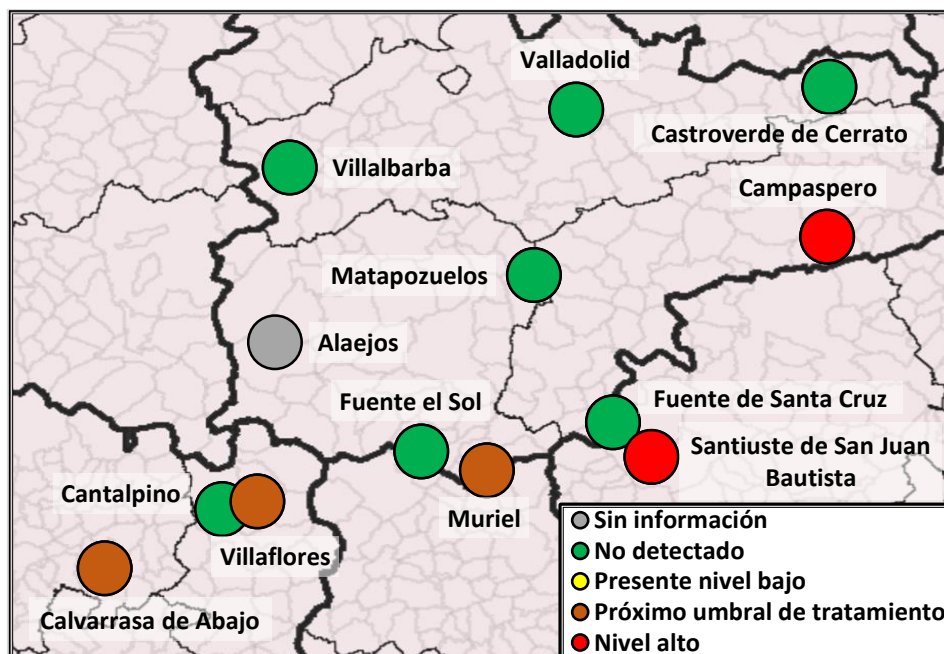 Valladolid
Castroverde de Cerrato
Villalbarba
Campaspero
Matapozuelos
Alaejos
Fuente el Sol
Fuente de Santa Cruz
Santiuste de San Juan
Bautista
Cantalpino
Muriel
Villaflores
Calvarrasa de Abajo
Sin información
No detectado
Presente nivel bajo
Próximo umbral de tratamiento
Nivel alto